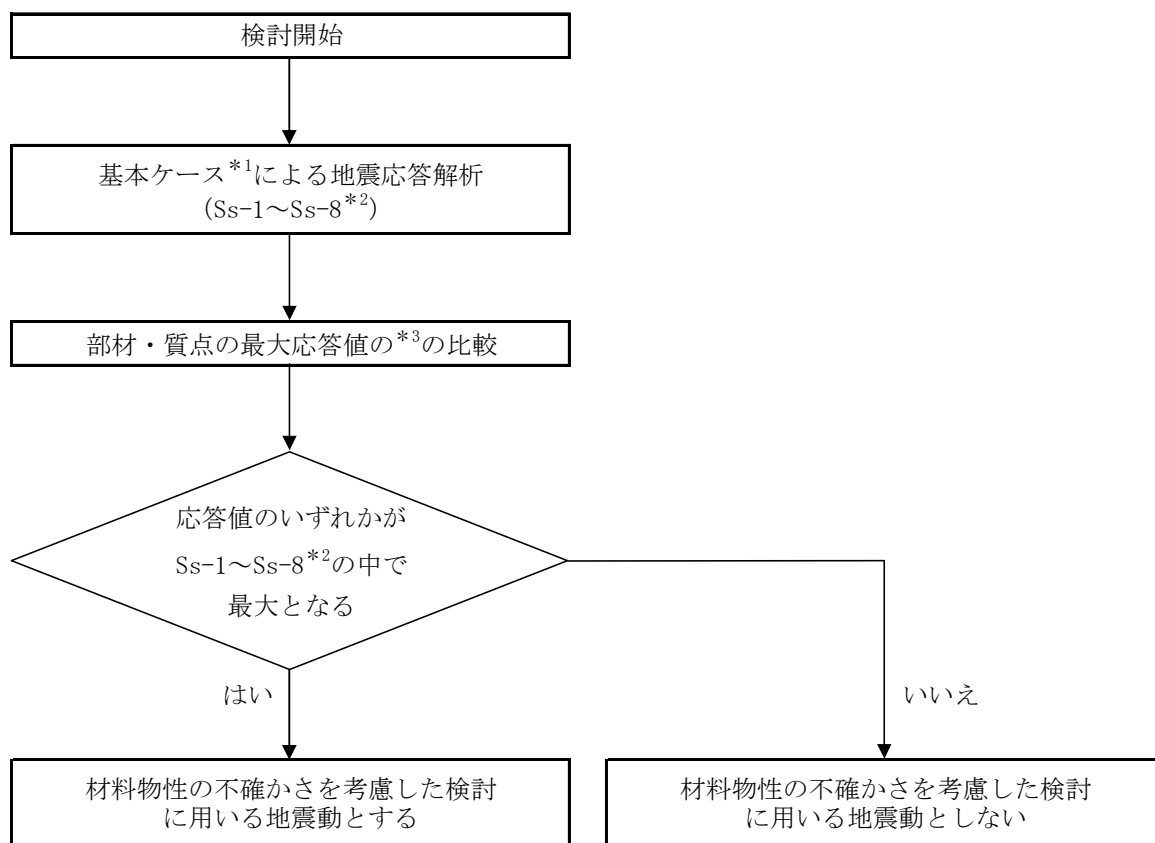 検討開始
基本ケース*1による地震応答解析
(Ss-1～Ss-8*2)
部材・質点の最大応答値の*3の比較
応答値のいずれかが
Ss-1～Ss-8*2の中で
最大となる
はい
いいえ
材料物性の不確かさを考慮した検討
に用いる地震動とする
材料物性の不確かさを考慮した検討
に用いる地震動としない